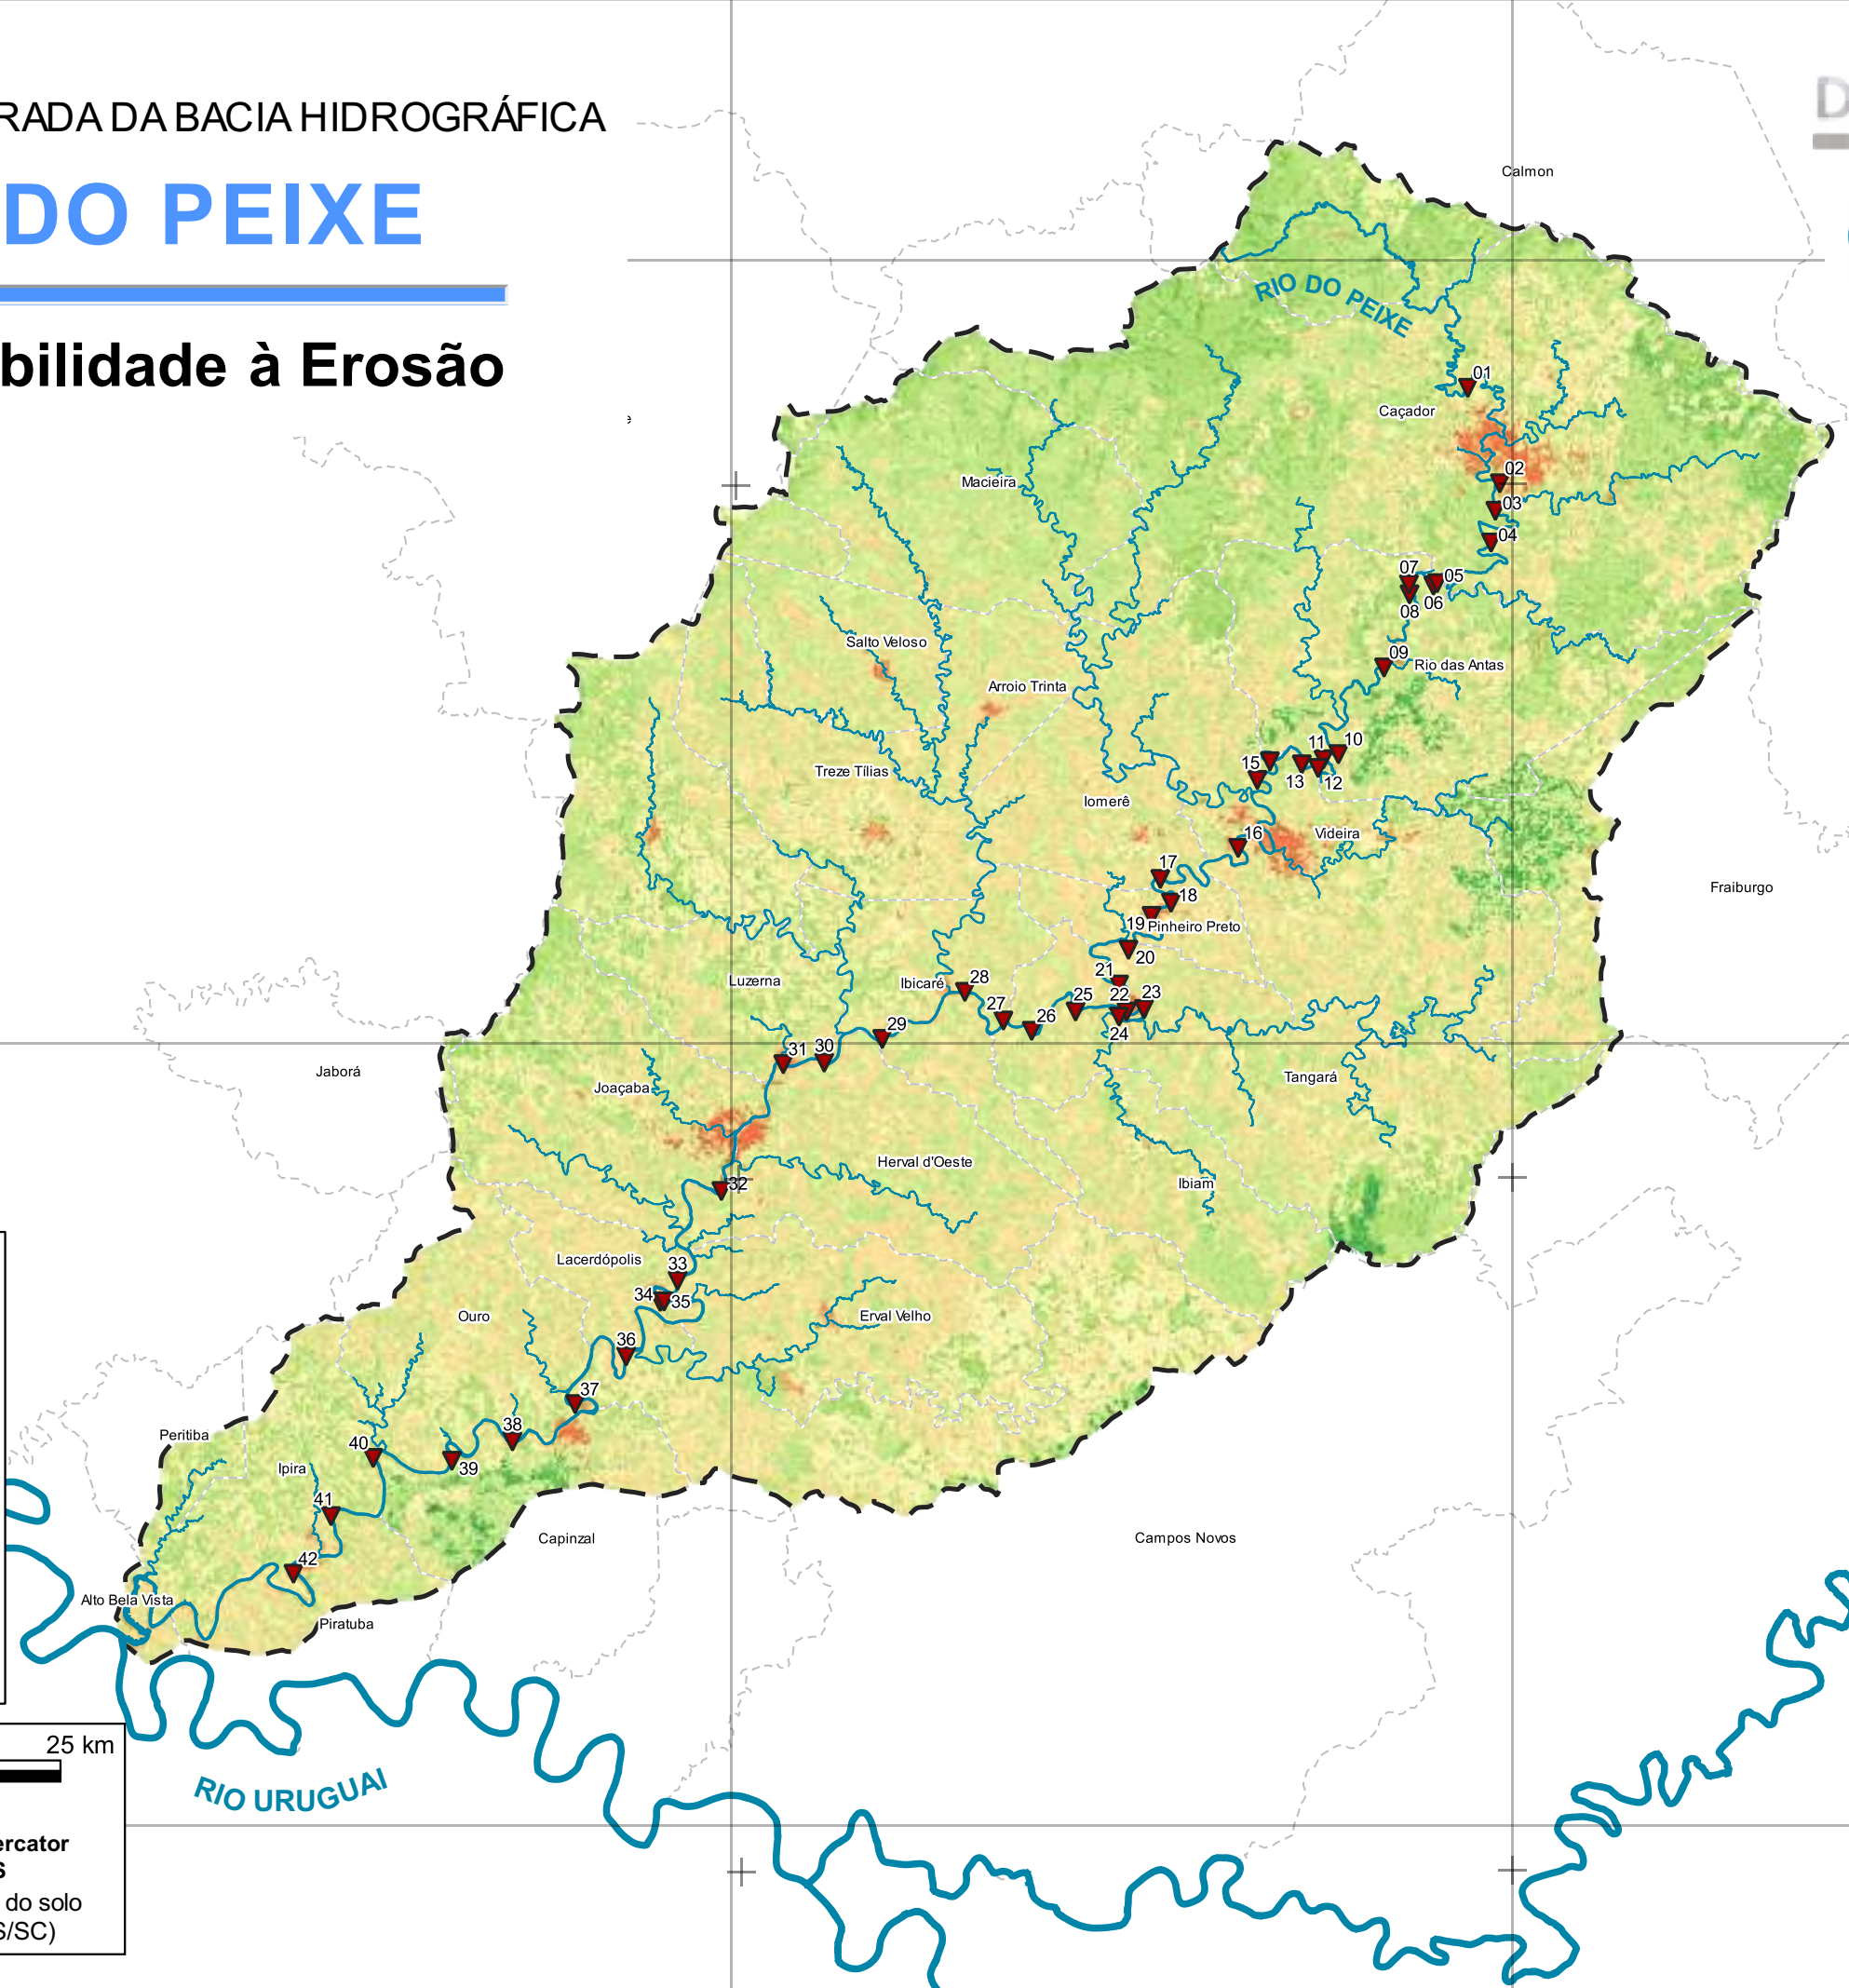 RADA DA BACIA HIDROGRÁFICA
DO PEIXE
bilidade à Erosão
e
D
Calmon
RIO DO PEIXE
01
Caçador
02
Macieira
03
04
07
05
06
08
Salto Veloso
09
Rio das Antas
Arroio Trinta
11
10
15
Treze Tílias
13
12
Iomerê
16
Videira
17
Fraiburgo
18
19
Pinheiro Preto
20
21
Luzerna
Ibicaré
28
22
23
25
27
26
29
24
31
30
Jaborá
Joaçaba
Tangará
Herval d'Oeste
32
Ibiam
Lacerdópolis
33
34
35
Ouro
Erval Velho
36
37
38
Peritiba
40
Ipira
39
41
Capinzal
Campos Novos
42
Alto Bela Vista
Piratuba
25 km
RIO URUGUAI
ercator
S
do solo
S/SC)